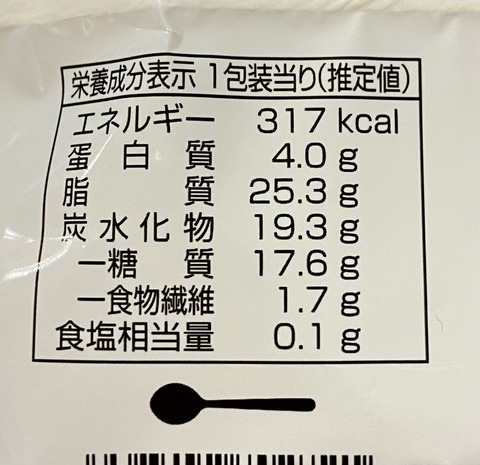 栄養成分表示 1包装当り(推定値)
エネルギー 317 kcal
蛋白質 4.0 g
脂質 25.3 g
炭水化物 19.3 g
−糖質 17.6 g
−食物繊維 1.7 g
食塩相当量 0.1 g